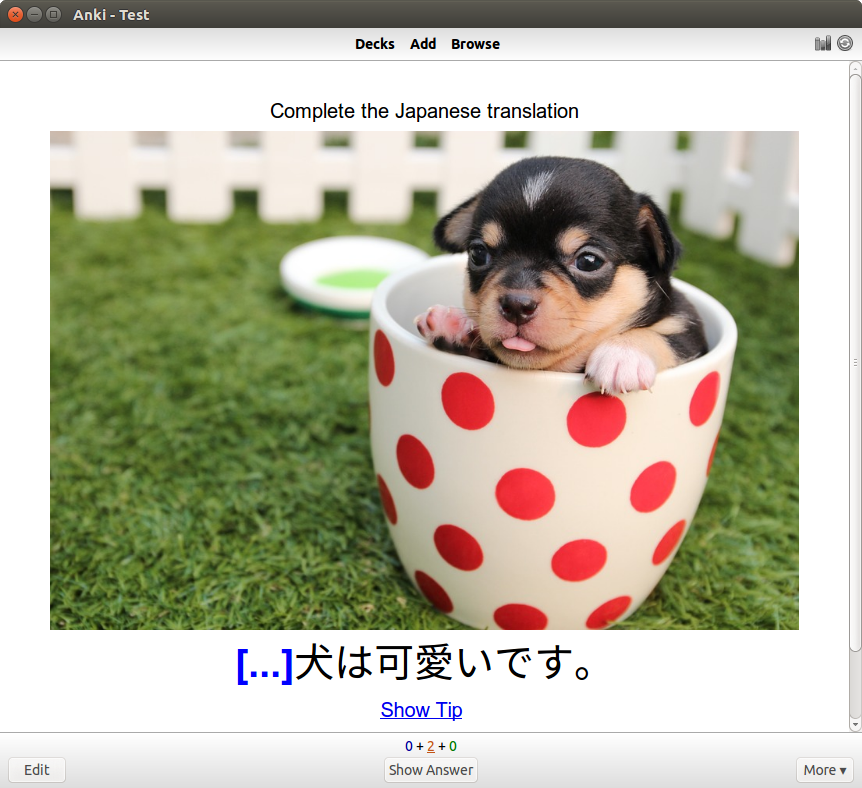 Anki - Test
Decks Add Browse
Complete the Japanese translation
[...]犬は可愛いです。
Show Tip
0 + 2 + 0
Edit Show Answer More ▾